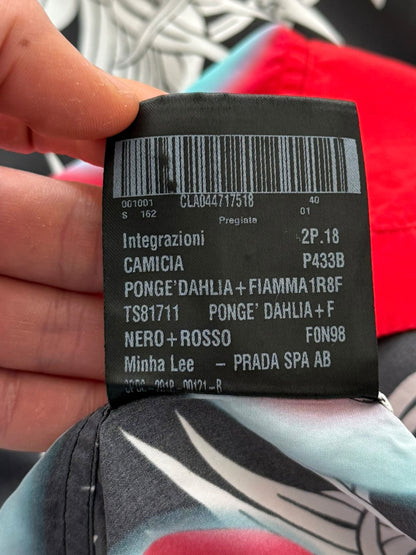 001001 CLA044717518 40
S 162 01
Pregiata
Integrazioni 2P.18
CAMICIA P433B
PONGE'DAHLIA+FIAMMA1R8F
TS81711 PONGE' DAHLIA+F
NERO+ROSSO F0N98
Minha Lee - PRADA SPA AB